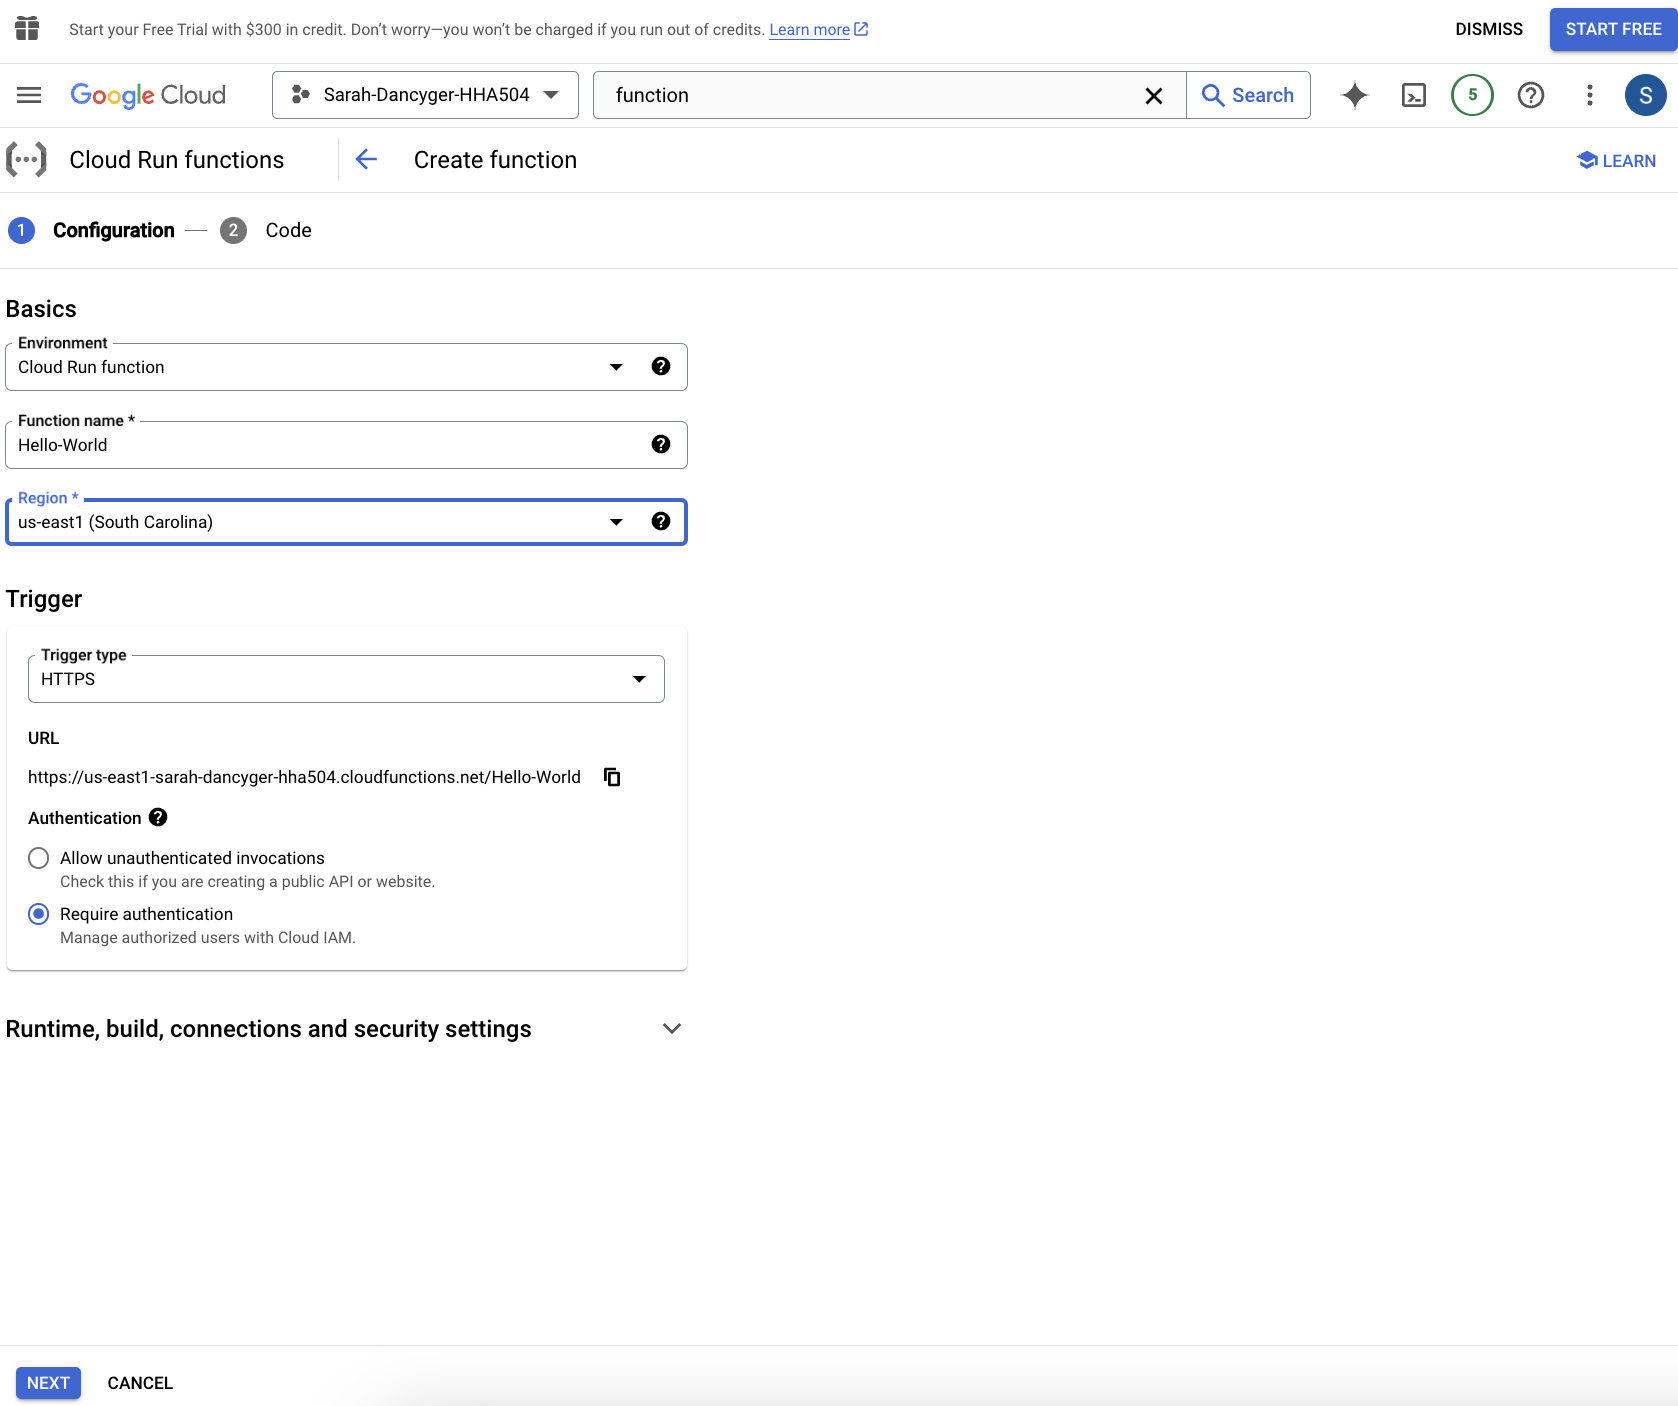 Start your Free Trial with $300 in credit. Don't worry—you won't be charged if you run out of credits. Learn more
DISMISS
START FREE
Google Cloud
Sarah-Dancyger-HHA504
function
Search
5
S
Cloud Run functions
Create function
LEARN
1 Configuration — 2 Code
Basics
Environment
Cloud Run function
Function name *
Hello-World
Region *
us-east1 (South Carolina)
Trigger
Trigger type
HTTPS
URL
https://us-east1-sarah-dancyger-hha504.cloudfunctions.net/Hello-World
Authentication
Allow unauthenticated invocations
Check this if you are creating a public API or website.
Require authentication
Manage authorized users with Cloud IAM.
Runtime, build, connections and security settings
NEXT
CANCEL